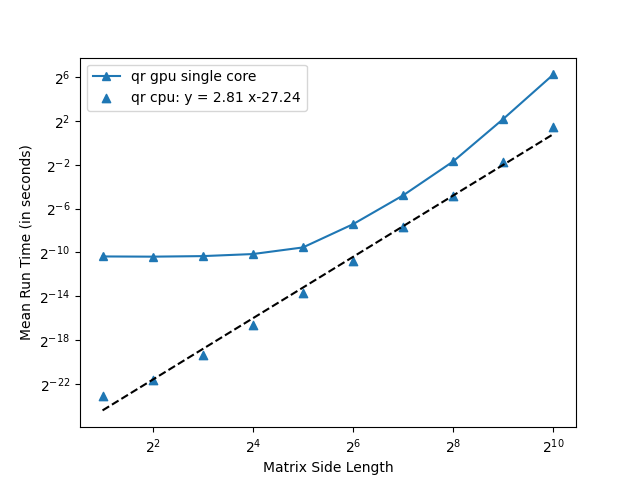 qr gpu single core
qr cpu: y = 2.81 x-27.24
2^6
2^2
2^−2
2^−6
2^−10
2^−14
2^−18
2^−22
Mean Run Time (in seconds)
2^2 2^4 2^6 2^8 2^10
Matrix Side Length